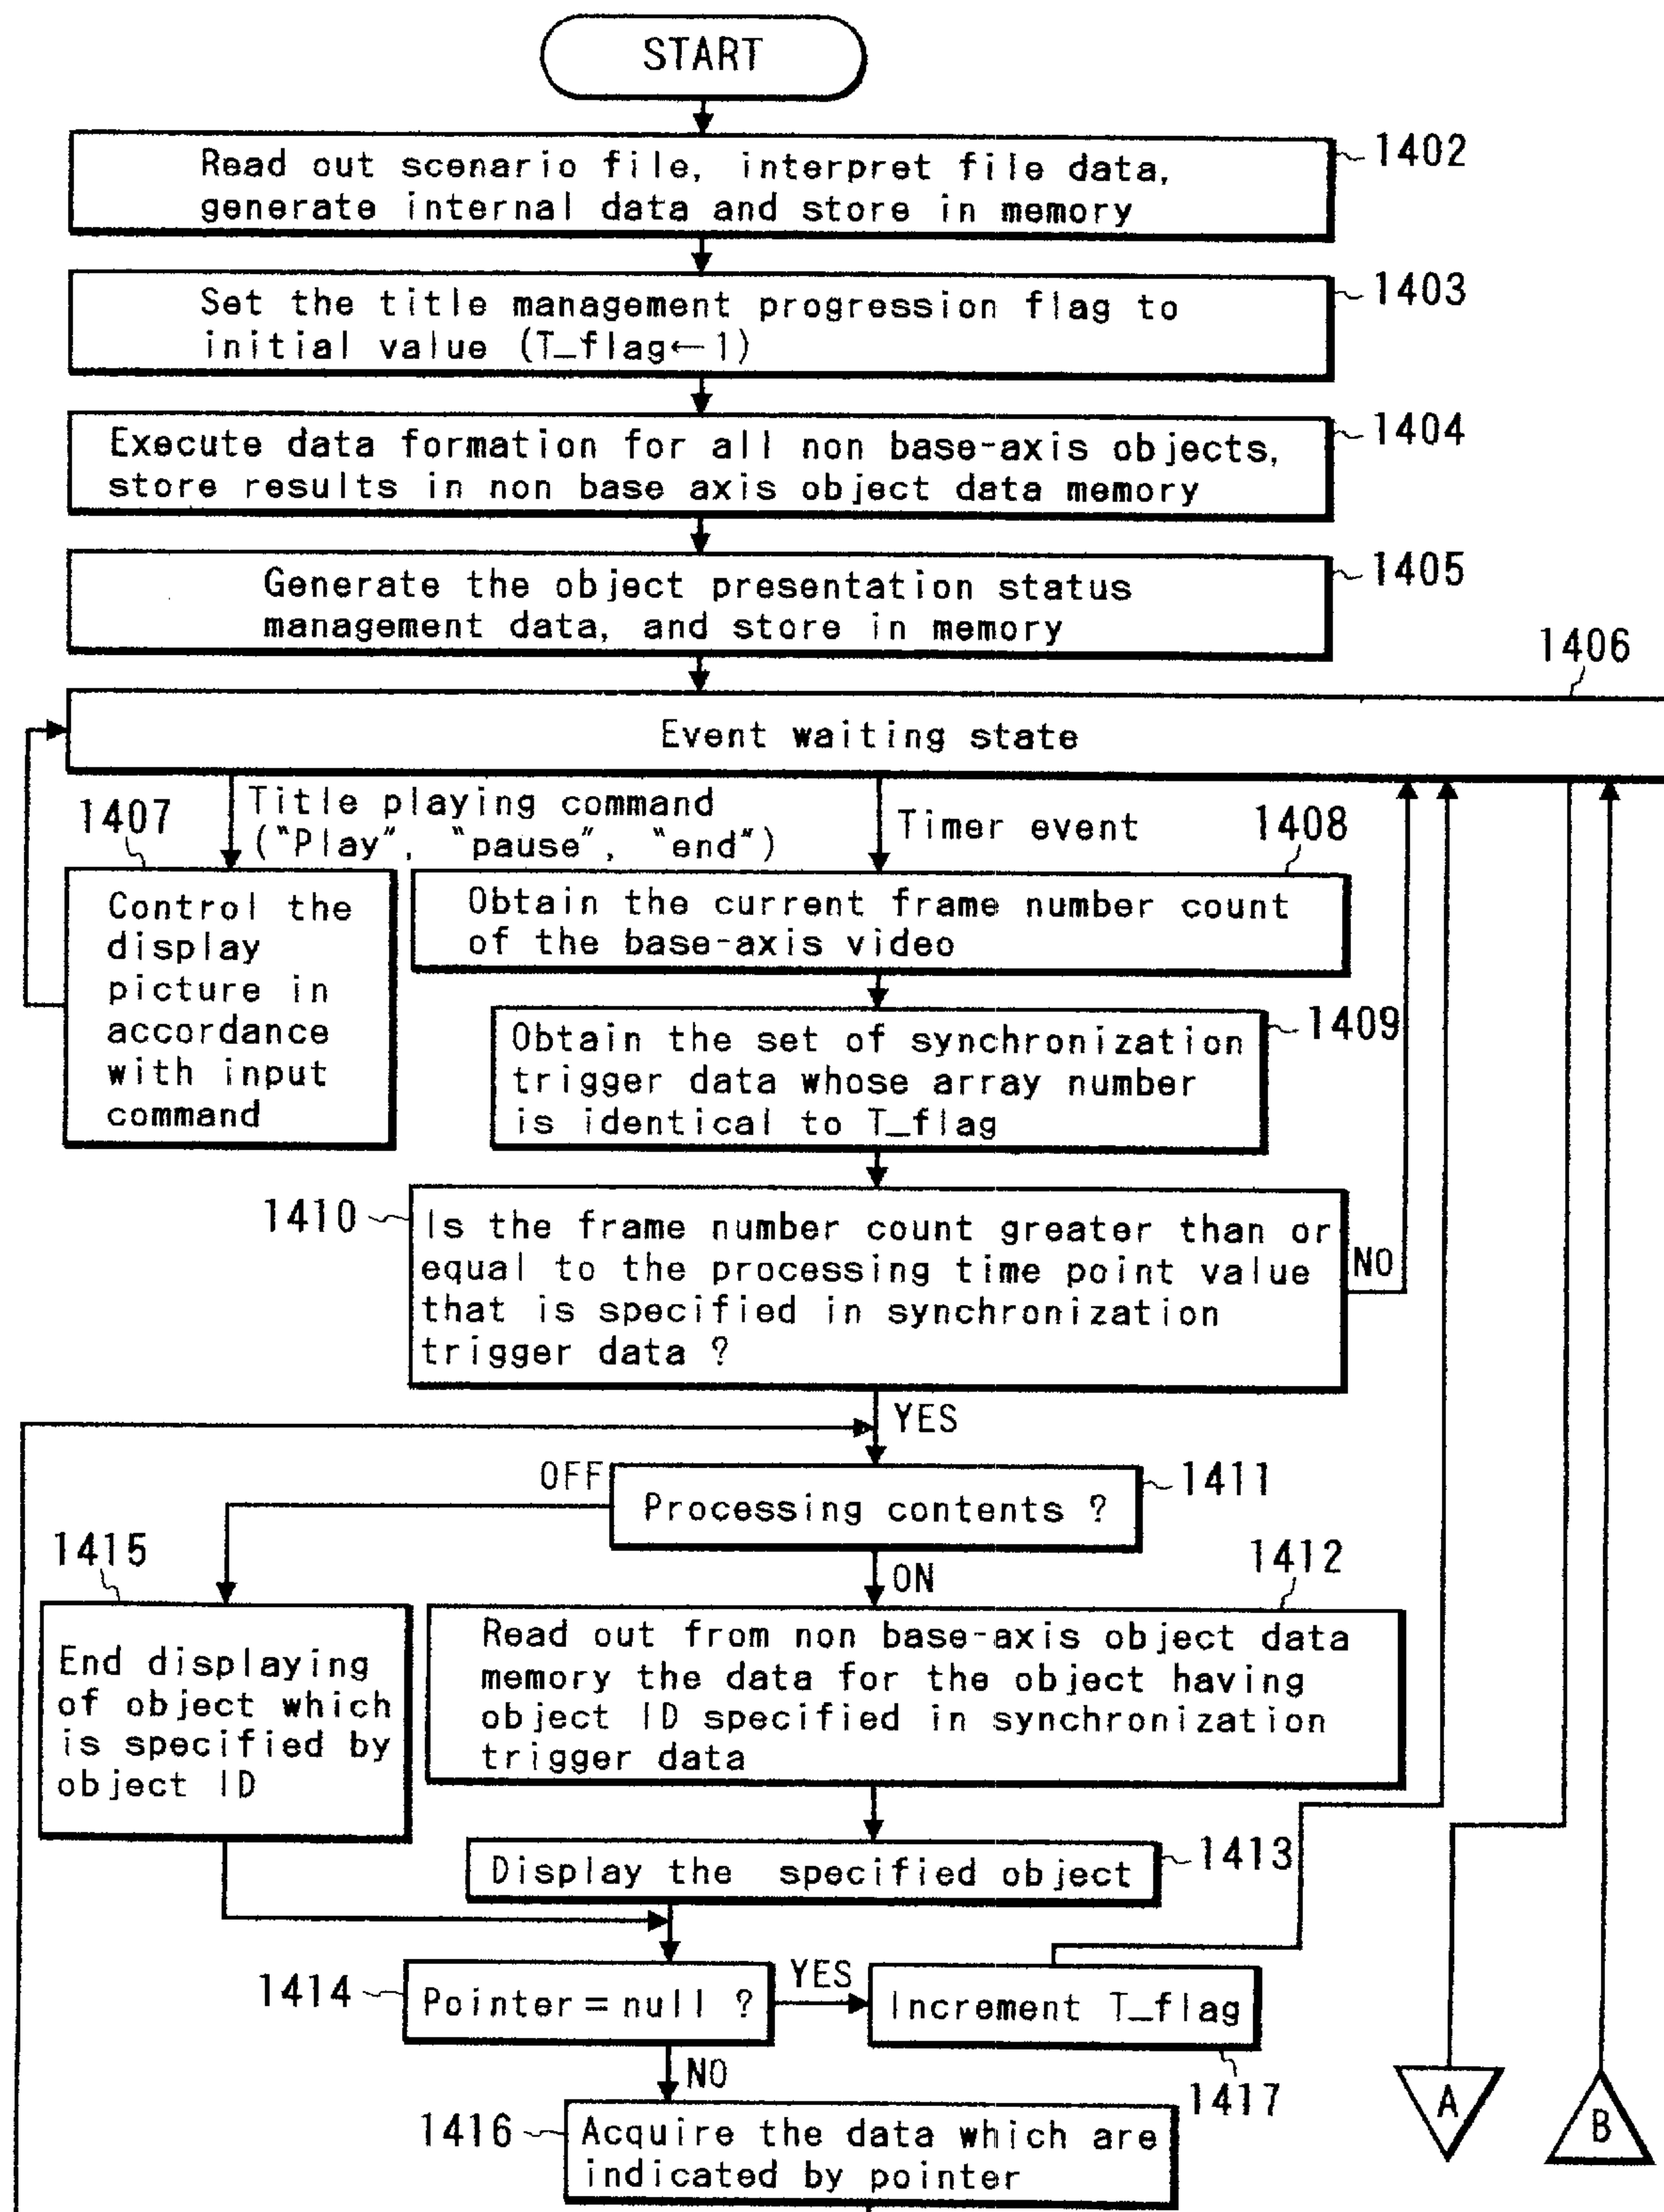 START
1402
Read out scenario file, interpret file data,
generate internal data and store in memory
1403
Set the title management progression flag to
initial value (T_flag←1)
1404
Execute data formation for all non base-axis objects,
store results in non base axis object data memory
1405
Generate the object presentation status
management data, and store in memory
1406
Event waiting state
1407
Title playing command
("Play", "pause", "end")
Timer event
1408
Control the
display
picture in
accordance
with input
command
Obtain the current frame number count
of the base-axis video
1409
Obtain the set of synchronization
trigger data whose array number
is identical to T_flag
1410
Is the frame number count greater than or
equal to the processing time point value
that is specified in synchronization
trigger data ?
NO
YES
OFF
1411
Processing contents ?
1415
ON
1412
End displaying
of object which
is specified by
object ID
Read out from non base-axis object data
memory the data for the object having
object ID specified in synchronization
trigger data
1413
Display the specified object
1414
Pointer=null ?
YES
Increment T_flag
1417
NO
1416
Acquire the data which are
indicated by pointer
A
B